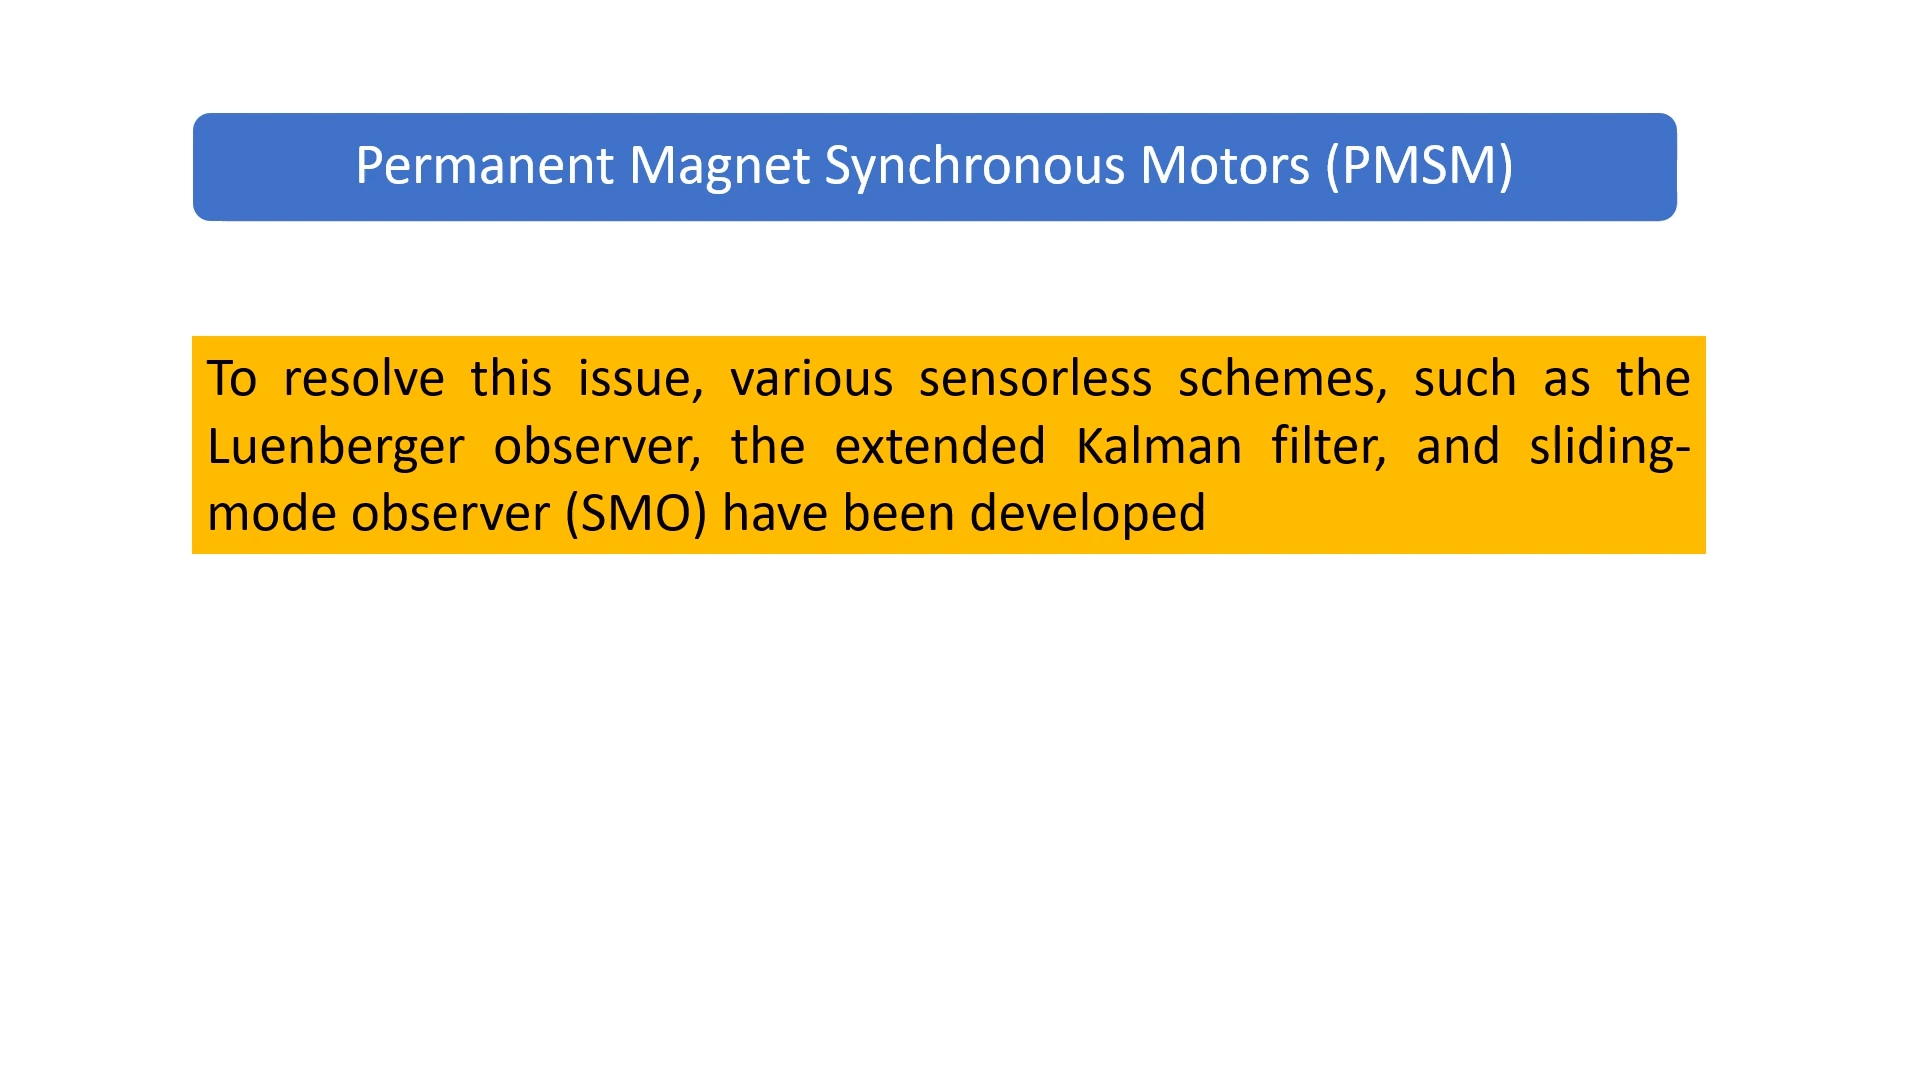 Permanent Magnet Synchronous Motors (PMSM)
To resolve this issue, various sensorless schemes, such as the
Luenberger observer, the extended Kalman filter, and sliding-
mode observer (SMO) have been developed